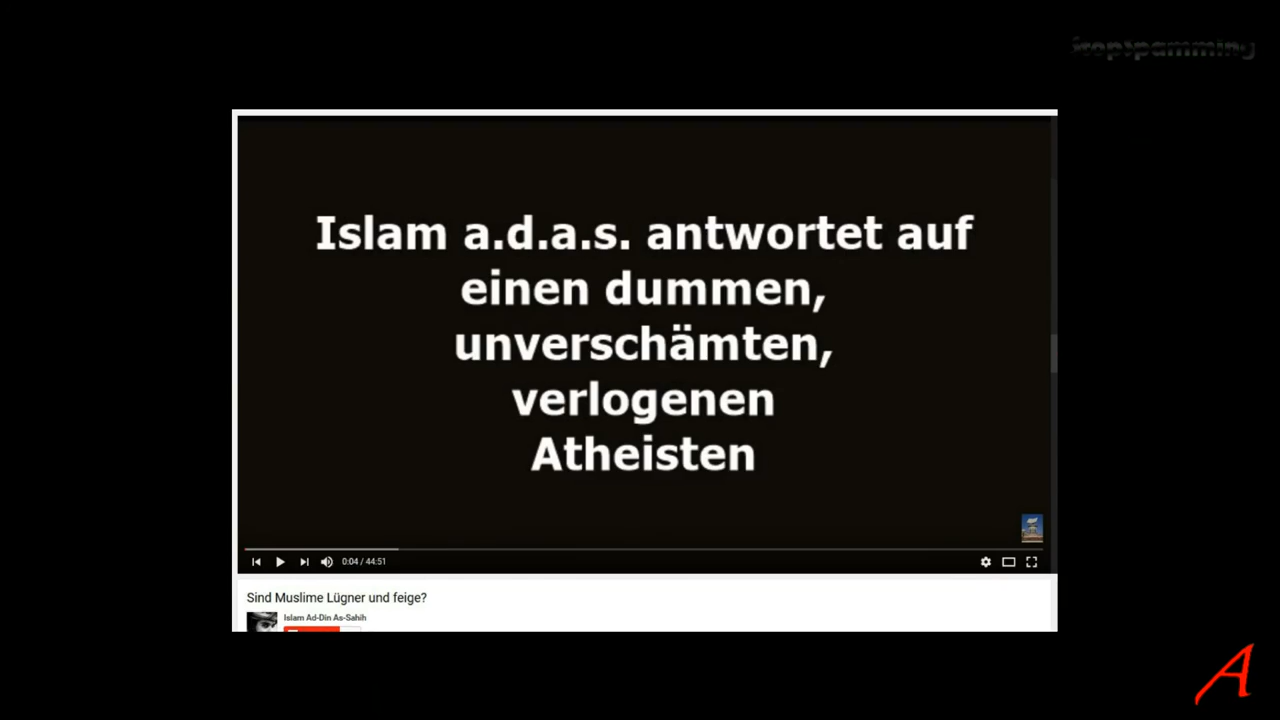 stopspamming
Islam a.d.a.s. antwortet auf
einen dummen,
unverschämten,
verlogenen
Atheisten
0:04 / 44:51
Sind Muslime Lügner und feige?
Islam Ad-Din As-Sahih
A